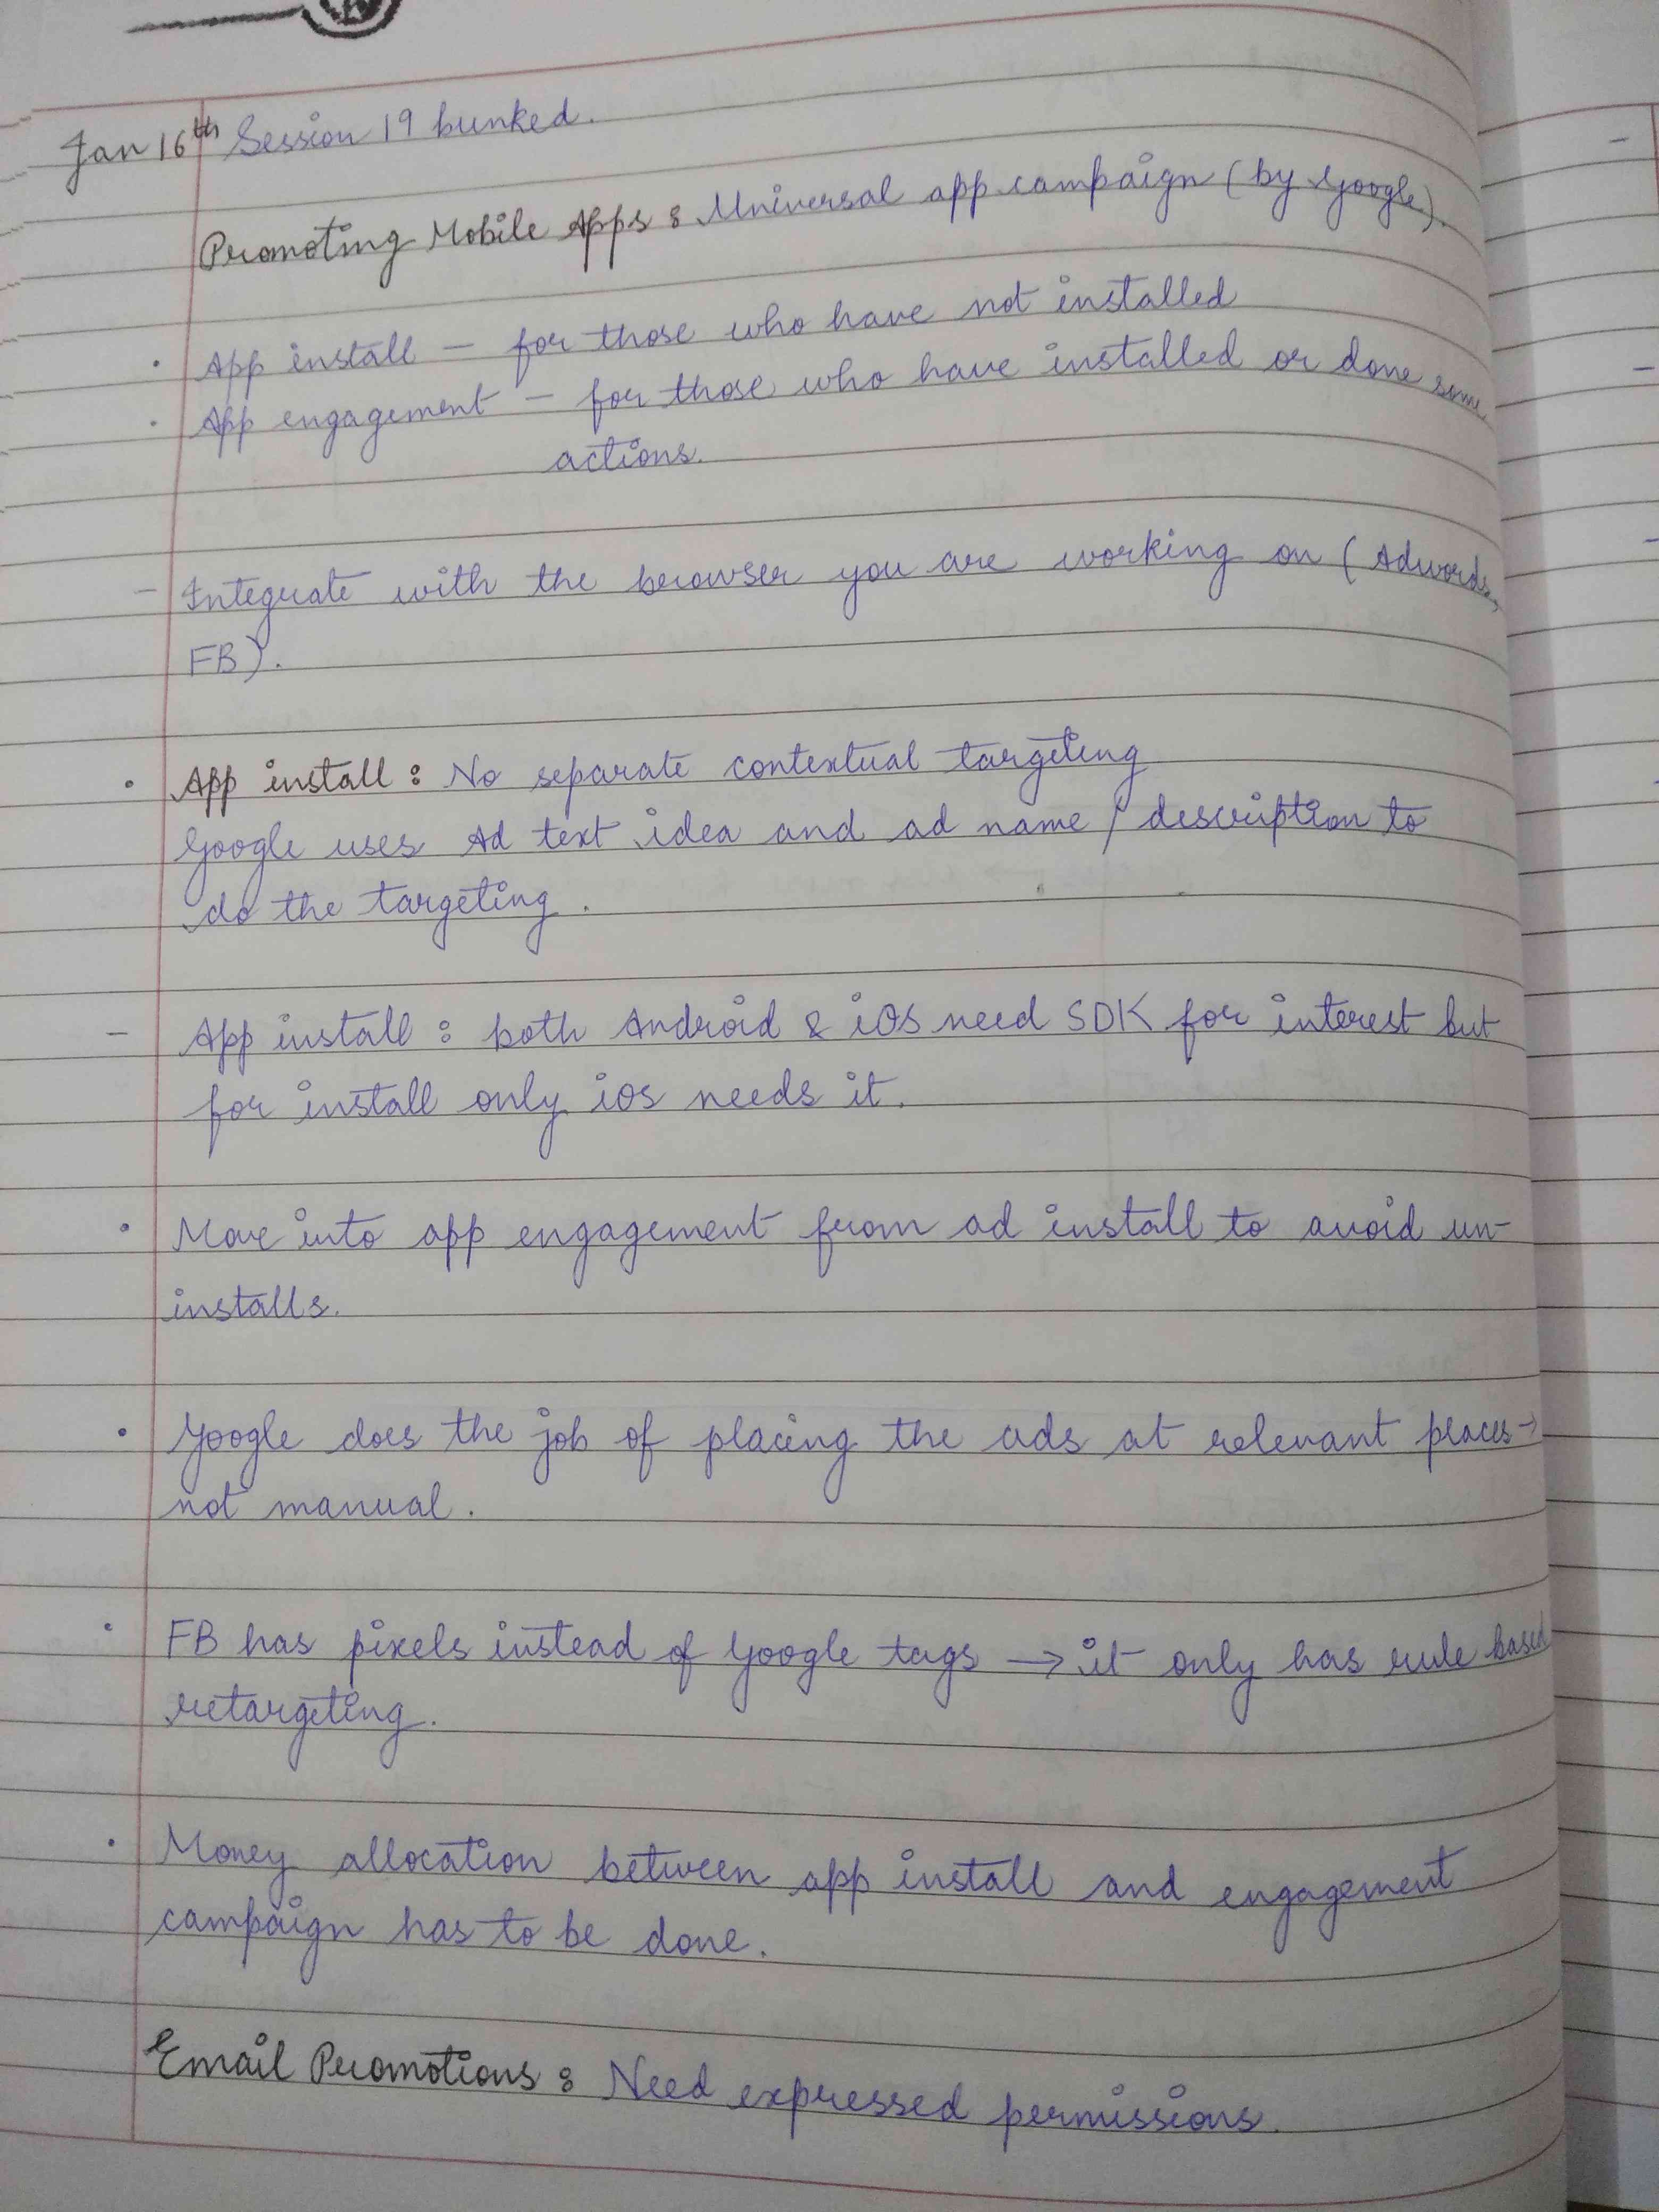 Jan 16th Session 19 bunked.
Promoting Mobile Apps : Universal app campaign (by Google).
· App install – for those who have not installed
· App engagement – for those who have installed or done some
actions.
– Integrate with the browser you are working on (Adwords,
FB).
· App install : No separate contextual targeting
Google uses Ad text idea and ad name / description to
do the targeting.
– App install : both Android & iOS need SDK for interest but
for install only iOS needs it.
· Move into app engagement from ad install to avoid un-
installs.
· Google does the job of placing the ads at relevant places →
not manual.
· FB has pixels instead of Google tags → it only has rule based
retargeting.
· Money allocation between app install and engagement
campaign has to be done.
Email Promotions : Need expressed permissions.